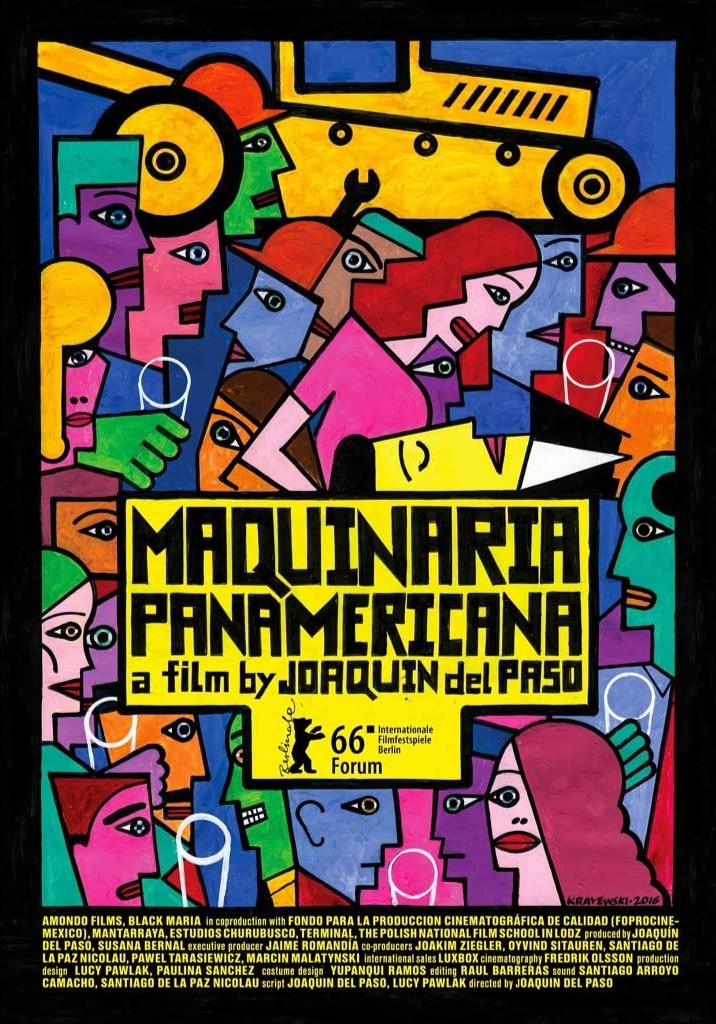 MAQUINARIA
PANAMERICANA
a film by JOAQUIN del PASO
Berlinale
66
Internationale
Filmfestspiele
Berlin
Forum
KRAJEWSKI-2016
AMONDO FILMS, BLACK MARIA in coproduction with FONDO PARA LA PRODUCCION CINEMATOGRÁFICA DE CALIDAD (FOPROCINE-
MEXICO), MANTARRAYA, ESTUDIOS CHURUBUSCO, TERMINAL, THE POLISH NATIONAL FILM SCHOOL IN LODZ produced by JOAQUÍN
DEL PASO, SUSANA BERNAL executive producer JAIME ROMANDÍA co-producers JOAKIM ZIEGLER, OYVIND SITAUREN, SANTIAGO DE
LA PAZ NICOLAU, PAWEL TARASIEWICZ, MARCIN MALATYNSKI international sales LUXBOX cinematography FREDRIK OLSSON production
design LUCY PAWLAK, PAULINA SANCHEZ costume design YUPANQUI RAMOS editing RAUL BARRERAS sound SANTIAGO ARROYO
CAMACHO, SANTIAGO DE LA PAZ NICOLAU script JOAQUIN DEL PASO, LUCY PAWLAK directed by JOAQUIN DEL PASO